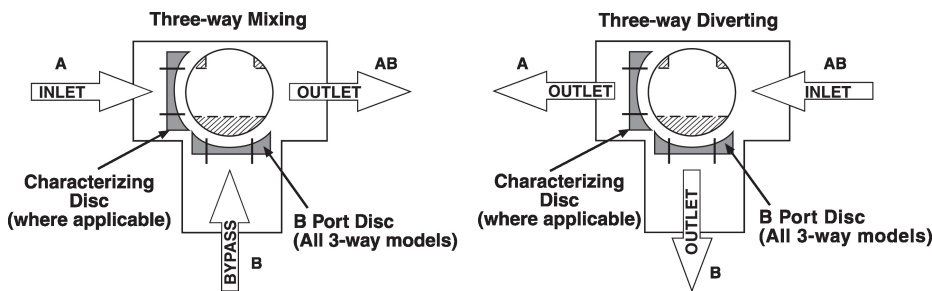 Three-way Mixing
A
INLET
AB
OUTLET
Characterizing
Disc
(where applicable)
BYPASS
B
B Port Disc
(All 3-way models)
Three-way Diverting
A
OUTLET
AB
INLET
Characterizing
Disc
(where applicable)
OUTLET
B
B Port Disc
(All 3-way models)